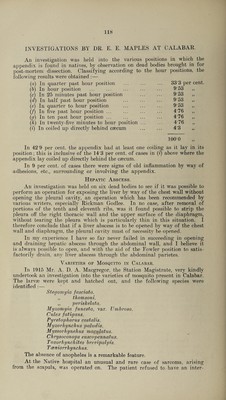 118
INVESTIGATIONS BY DR. E. E. MAPLES AT CALABAR
An investigation was held into the various positions in which the
appendix is found in natives, by observation on dead bodies brought in for
post-mortem dissection. Classifying according to the hour positions, the
following results were obtained :—
(a) In quarter past hour position ... 33·3 per cent.
(b) In hour position ... 9·53 „
(c) In 25 minutes past hour position ... 9·53 „
(d) In half past hour position ... 9·53 „
(e) In quarter to hour position ... 9·53 „
(f) In five past hour position ... 4·76 „
(g) In ten past hour position ... 4·76 „
(h) In twenty-five minutes to hour position ... 4·76 „
(i) In coiled up directly behind cæcum ... 4·3 „
100·0 „
In 42·9 per cent. the appendix had at least one coiling as it lay in its
position ; this is inclusive of the 14·3 per cent. of cases in (i) above where the
appendix lay coiled up directly behind the cæcum.
In 9 per cent. of cases there were signs of old inflammation by way of
adhesions, etc., surrounding or involving the appendix.
Hepatic Abscess.
An investigation was held on six dead bodies to see if it was possible to
perform an operation for exposing the liver by way of the chest wall without
opening the pleural cavity, an operation which has been recommended by
various writers, especially Rickman Godlee. In no case, after removal of
portions of the tenth and eleventh ribs, was it found possible to strip the
pleura off the right thoracic wall and the upper surface of the diaphragm,
without tearing the pleura which is particularly thin in this situation. I
therefore conclude that if a liver abscess is to be opened by way of the chest
wall and diaphragm, the pleural cavity must of necessity be opened.
In my experience I have so far never failed in succeeding in opening
and draining hepatic abscess through the abdominal wall, and I believe it
is always possible to open, and with the aid of the Fowler position to satis-
factorily drain, any liver abscess through the abdominal parietes.
Varieties of Mosquito in Calabar.
In 1915 Mr. A. D. A. Macgregor, the Station Magistrate, very kindly
undertook an investigation into the varieties of mosquito present in Calabar.
The larvæ were kept and hatched out, and the following species were
identified :—
Stegomyia fasciata.
„ thomsoni.
„ persikelata.
Myzomyia funesta, var. Umbrosa.
Culex fatigans.
Pyretophorus costalis.
Myzorhynchus paludis.
Myzorhynchus mag
Chrysoconops
Toxorhynchites brevipalpis.
Taeniorhynchus.
The absence of anopheles is a remarkable feature.
At the Native hospital an unusual and rare case of sarcoma, arising
from the scapula, was operated on. The patient refused to have an inter-